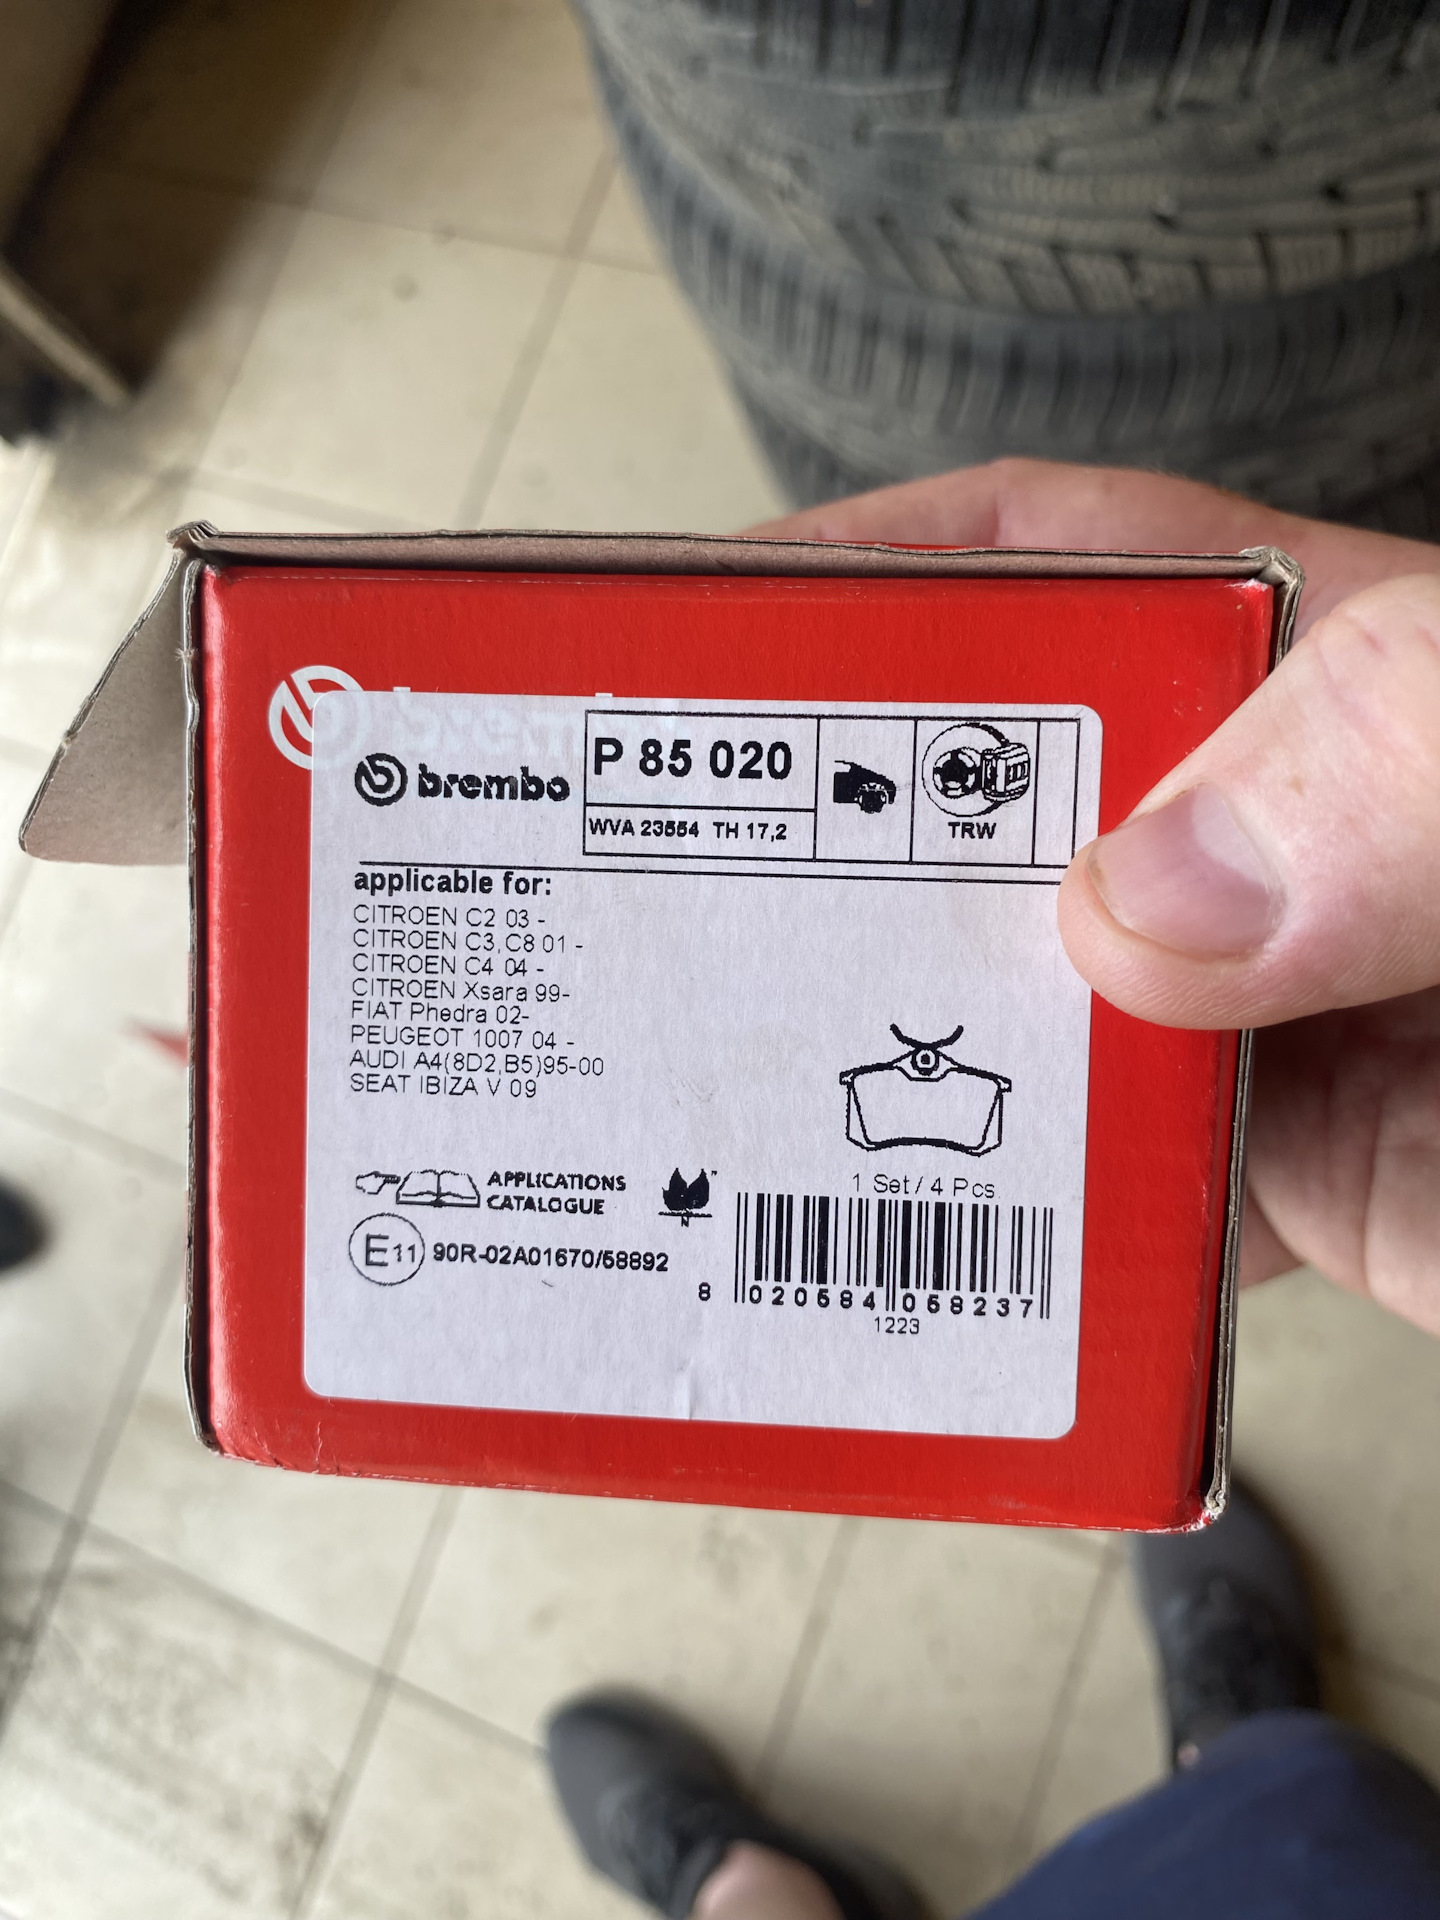 brembo
brembo
P 85 020
WVA 23554 TH 17,2
TRW
applicable for:
CITROEN C2 03 -
CITROEN C3,C8 01 -
CITROEN C4 04 -
CITROEN Xsara 99-
FIAT Phedra 02-
PEUGEOT 1007 04 -
AUDI A4(8D2,B5)95-00
SEAT IBIZA V 09
1 Set / 4 Pcs.
APPLICATIONS
CATALOGUE
N
E11 90R-02A01670/58892
8 020584 058237
1223